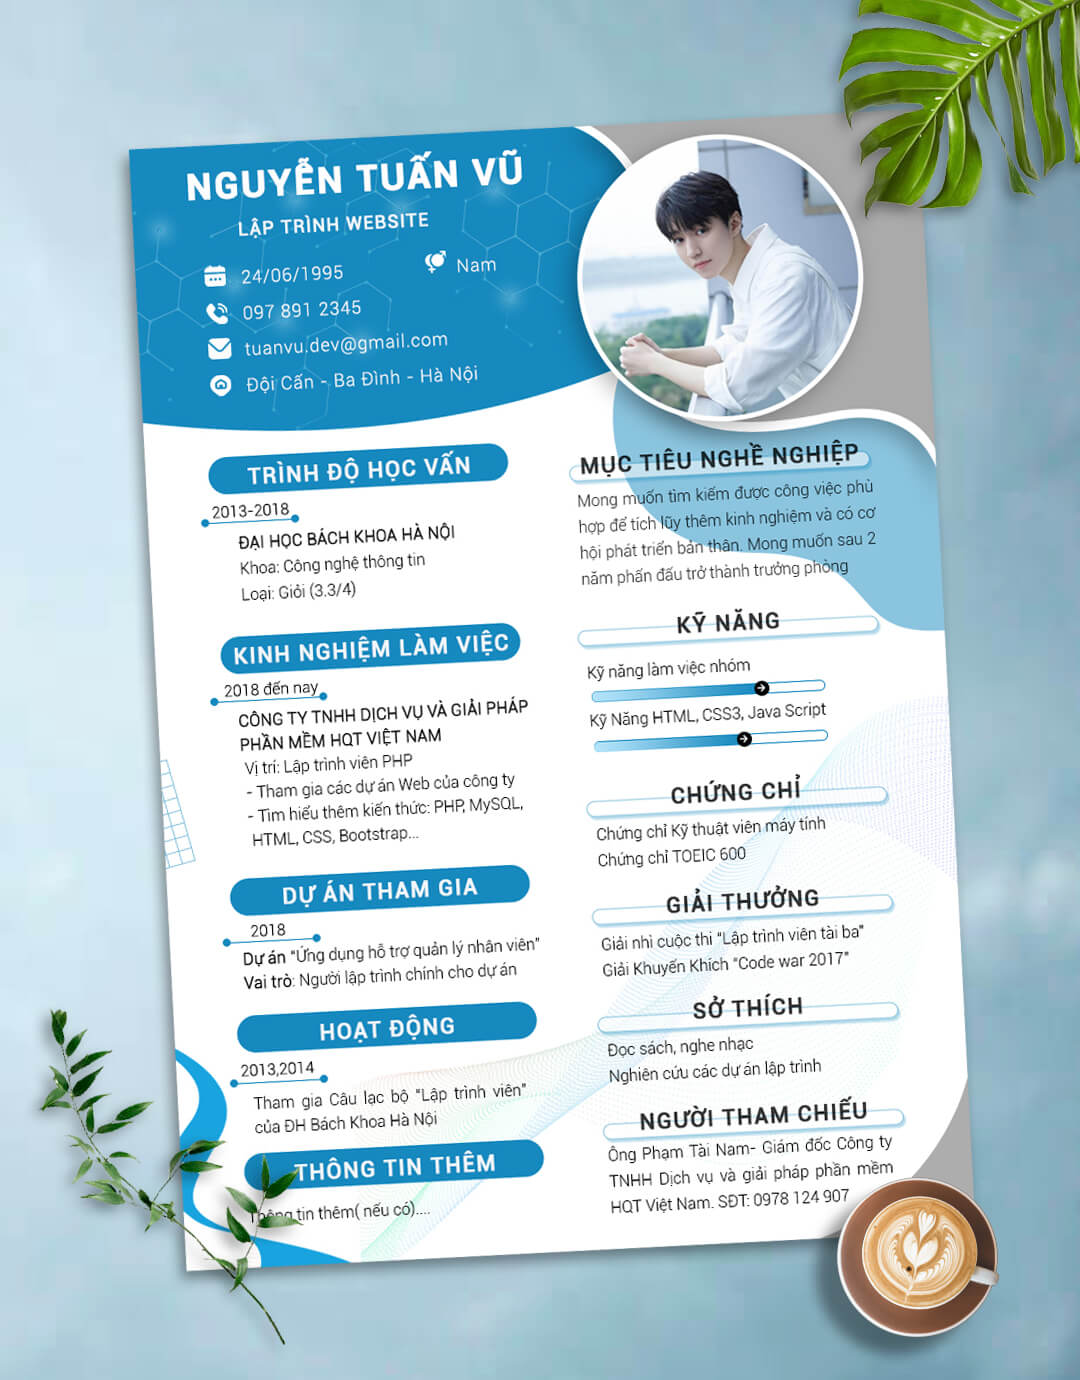 NGUYỄN TUẤN VŨ
LẬP TRÌNH WEBSITE
24/06/1995
Nam
097 891 2345
tuanvu.dev@gmail.com
Đội Cấn - Ba Đình - Hà Nội
TRÌNH ĐỘ HỌC VẤN
2013-2018
ĐẠI HỌC BÁCH KHOA HÀ NỘI
Khoa: Công nghệ thông tin
Loại: Giỏi (3.3/4)
KINH NGHIỆM LÀM VIỆC
2018 đến nay
CÔNG TY TNHH DỊCH VỤ VÀ GIẢI PHÁP
PHẦN MỀM HQT VIỆT NAM
Vị trí: Lập trình viên PHP
- Tham gia các dự án Web của công ty
- Tìm hiểu thêm kiến thức: PHP, MySQL,
HTML, CSS, Bootstrap...
DỰ ÁN THAM GIA
2018
Dự án "Ứng dụng hỗ trợ quản lý nhân viên"
Vai trò: Người lập trình chính cho dự án
HOẠT ĐỘNG
2013,2014
Tham gia Câu lạc bộ "Lập trình viên"
của ĐH Bách Khoa Hà Nội
THÔNG TIN THÊM
Thông tin thêm( nếu có)....
MỤC TIÊU NGHỀ NGHIỆP
Mong muốn tìm kiếm được công việc phù
hợp để tích lũy thêm kinh nghiệm và có cơ
hội phát triển bản thân. Mong muốn sau 2
năm phấn đấu trở thành trưởng phòng
KỸ NĂNG
Kỹ năng làm việc nhóm
Kỹ Năng HTML, CSS3, Java Script
CHỨNG CHỈ
Chứng chỉ Kỹ thuật viên máy tính
Chứng chỉ TOEIC 600
GIẢI THƯỞNG
Giải nhì cuộc thi "Lập trình viên tài ba"
Giải Khuyến Khích "Code war 2017"
SỞ THÍCH
Đọc sách, nghe nhạc
Nghiên cứu các dự án lập trình
NGƯỜI THAM CHIẾU
Ông Phạm Tài Nam- Giám đốc Công ty
TNHH Dịch vụ và giải pháp phần mềm
HQT Việt Nam. SĐT: 0978 124 907